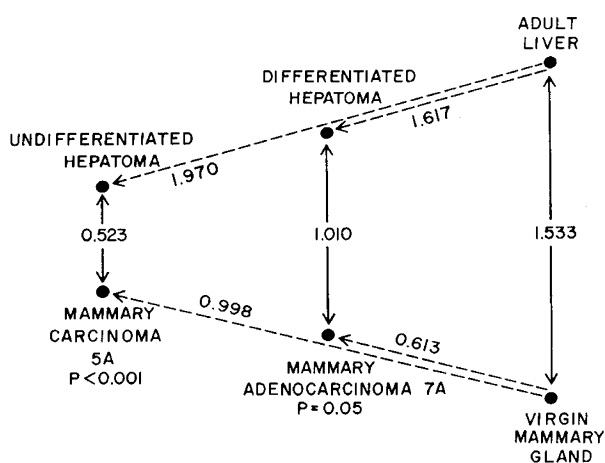 ADULT
LIVER
DIFFERENTIATED
HEPATOMA
1.617
UNDIFFERENTIATED
HEPATOMA
1.970
0.523
1.010
1.533
MAMMARY
CARCINOMA
5A
P<0.001
0.998
0.613
MAMMARY
ADENOCARCINOMA 7A
P=0.05
VIRGIN
MAMMARY
GLAND